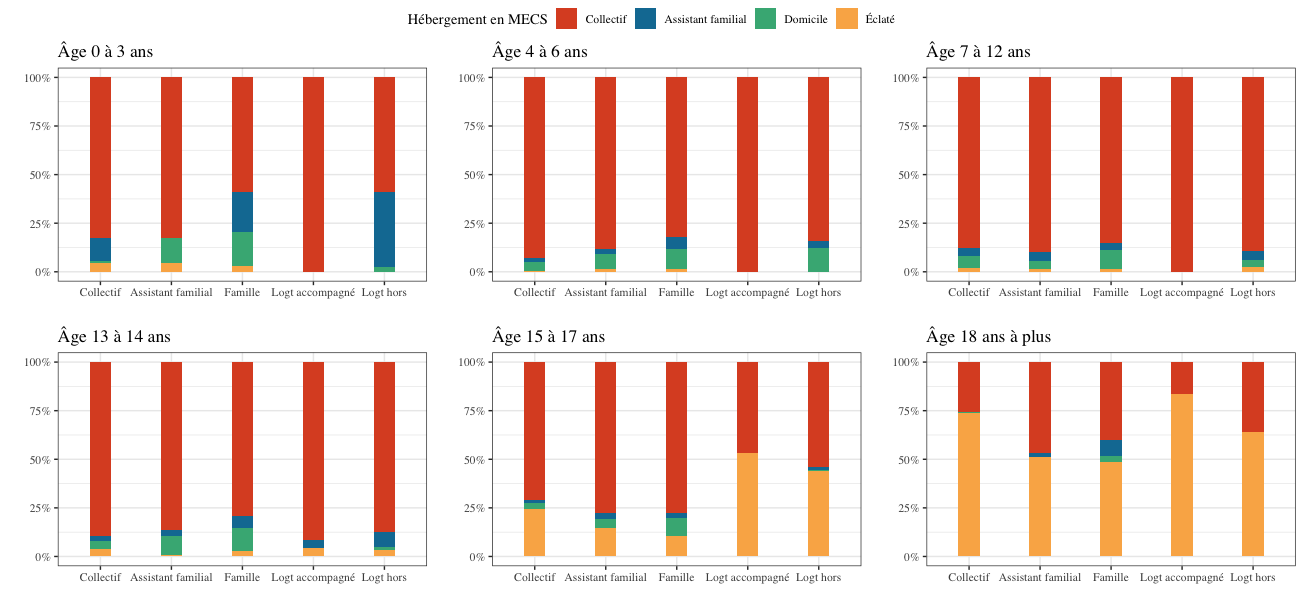 Hébergement en MECS Collectif Assistant familial Domicile Éclaté
Âge 0 à 3 ans
100%
75%
50%
25%
0%
Collectif Assistant familial Famille Logt accompagné Logt hors
Âge 4 à 6 ans
100%
75%
50%
25%
0%
Collectif Assistant familial Famille Logt accompagné Logt hors
Âge 7 à 12 ans
100%
75%
50%
25%
0%
Collectif Assistant familial Famille Logt accompagné Logt hors
Âge 13 à 14 ans
100%
75%
50%
25%
0%
Collectif Assistant familial Famille Logt accompagné Logt hors
Âge 15 à 17 ans
100%
75%
50%
25%
0%
Collectif Assistant familial Famille Logt accompagné Logt hors
Âge 18 ans à plus
100%
75%
50%
25%
0%
Collectif Assistant familial Famille Logt accompagné Logt hors